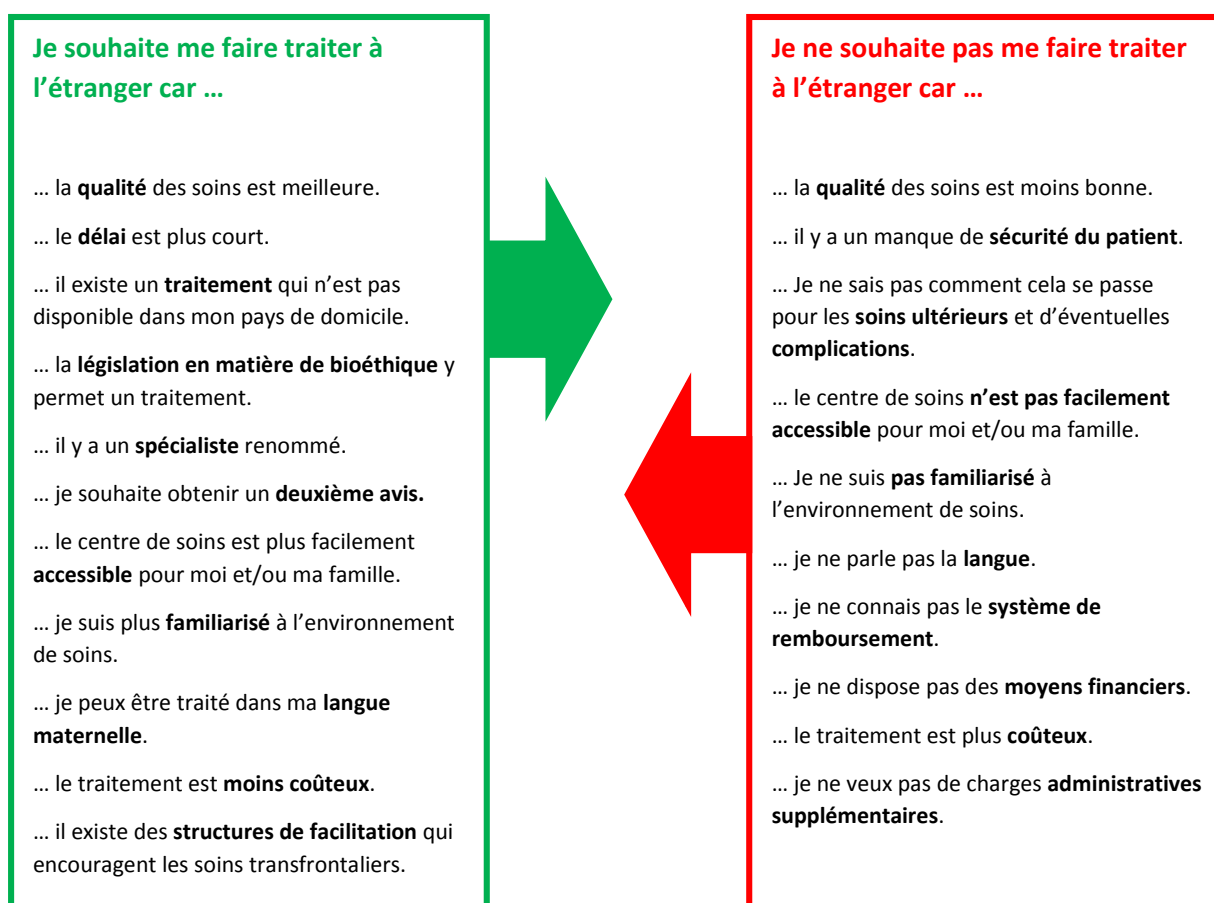 Je souhaite me faire traiter à
l’étranger car …
… la qualité des soins est meilleure.
… le délai est plus court.
… il existe un traitement qui n’est pas
disponible dans mon pays de domicile.
… la législation en matière de bioéthique y
permet un traitement.
… il y a un spécialiste renommé.
… je souhaite obtenir un deuxième avis.
… le centre de soins est plus facilement
accessible pour moi et/ou ma famille.
… je suis plus familiarisé à l’environnement
de soins.
… je peux être traité dans ma langue
maternelle.
… le traitement est moins coûteux.
… il existe des structures de facilitation qui
encouragent les soins transfrontaliers.
Je ne souhaite pas me faire traiter
à l’étranger car …
… la qualité des soins est moins bonne.
… il y a un manque de sécurité du patient.
… Je ne sais pas comment cela se passe
pour les soins ultérieurs et d’éventuelles
complications.
… le centre de soins n’est pas facilement
accessible pour moi et/ou ma famille.
… Je ne suis pas familiarisé à
l’environnement de soins.
… je ne parle pas la langue.
… je ne connais pas le système de
remboursement.
… je ne dispose pas des moyens financiers.
… le traitement est plus coûteux.
… je ne veux pas de charges administratives
supplémentaires.